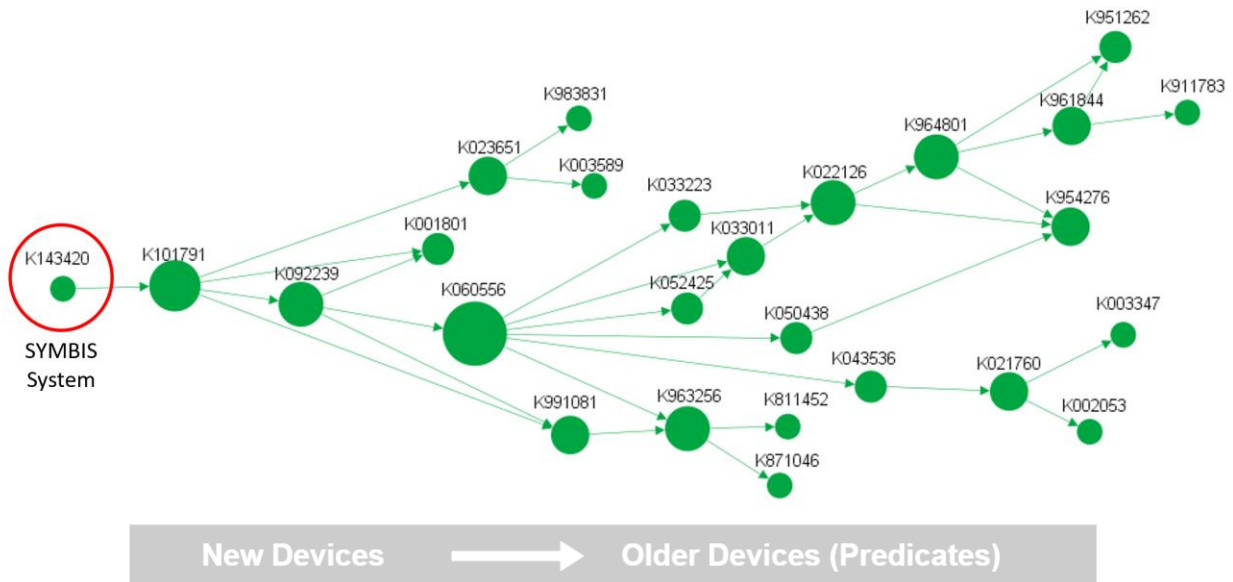 K951262
K911783
K961844
K983831
K964801
K023651
K003589
K022126
K033223
K954276
K001801
K033011
K143420
K101791
K092239
K052425
K060556
K003347
K050438
SYMBIS
System
K043536
K021760
K991081
K963256
K811452
K002053
K871046
New Devices Older Devices (Predicates)